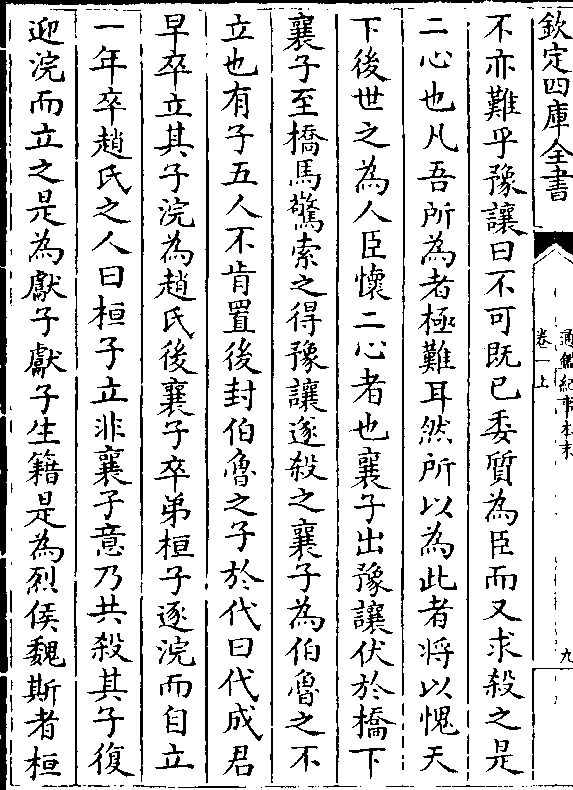 欽定四庫全書
通鑑紀事本末
卷一上
九
不亦難乎豫讓曰不可既已委質為臣而又求殺之是
二心也凡吾所為者極難耳然所以為此者将以愧天
下後世之為人臣懷二心者也襄子出豫讓伏於橋下
襄子至橋馬驚索之得豫讓遂殺之襄子為伯魯之不
立也有子五人不肯置後封伯魯之子於代曰代成君
早卒立其子浣為趙氏後襄子卒弟桓子逐浣而自立
一年卒趙氏之人曰桓子立非襄子意乃共殺其子復
迎浣而立之是為獻子獻子生籍是為烈侯魏斯者桓